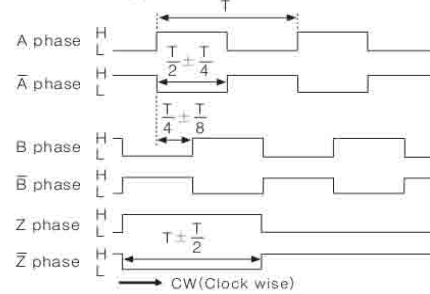 T
A phase H
L
A̅ phase H
L
T/2 ± T/4
T/4 ± T/8
B phase H
L
B̅ phase H
L
Z phase H
L
T ± T/2
Z̅ phase H
L
CW(Clock wise)